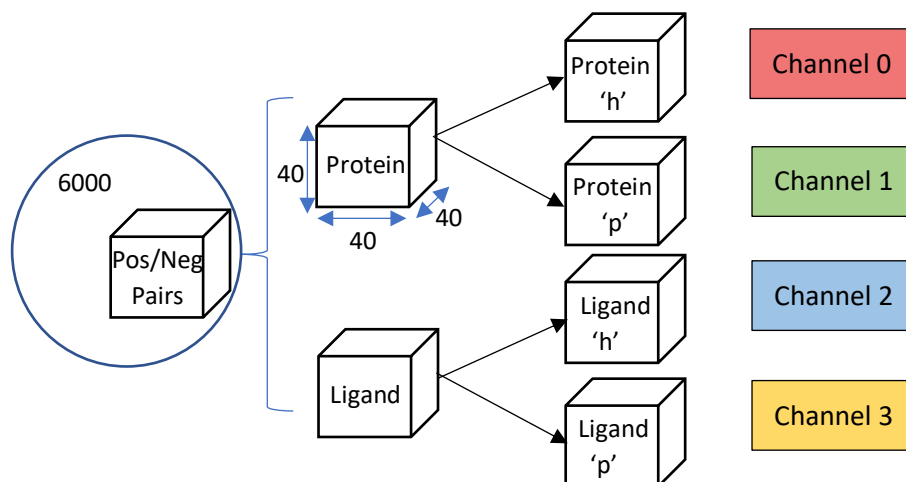 6000
Pos/Neg
Pairs
Protein
40
40
40
Ligand
Protein
‘h’
Protein
‘p’
Ligand
‘h’
Ligand
‘p’
Channel 0
Channel 1
Channel 2
Channel 3